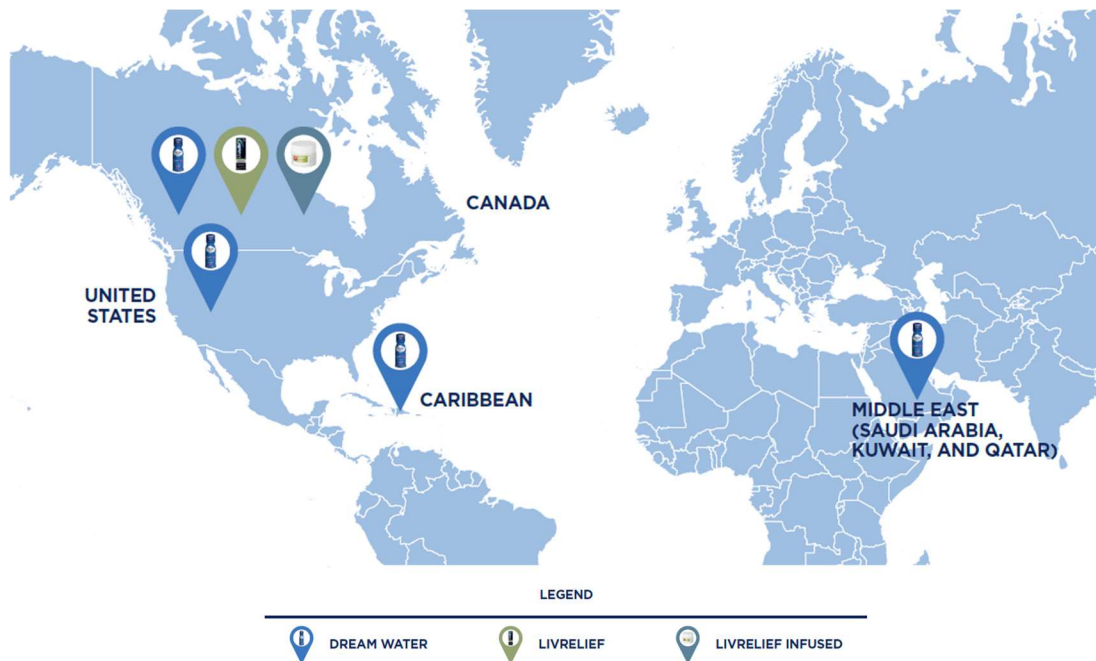 CANADA
UNITED
STATES
CARIBBEAN
MIDDLE EAST
(SAUDI ARABIA,
KUWAIT, AND QATAR)
LEGEND
DREAM WATER
LIVRELIEF
LIVRELIEF INFUSED